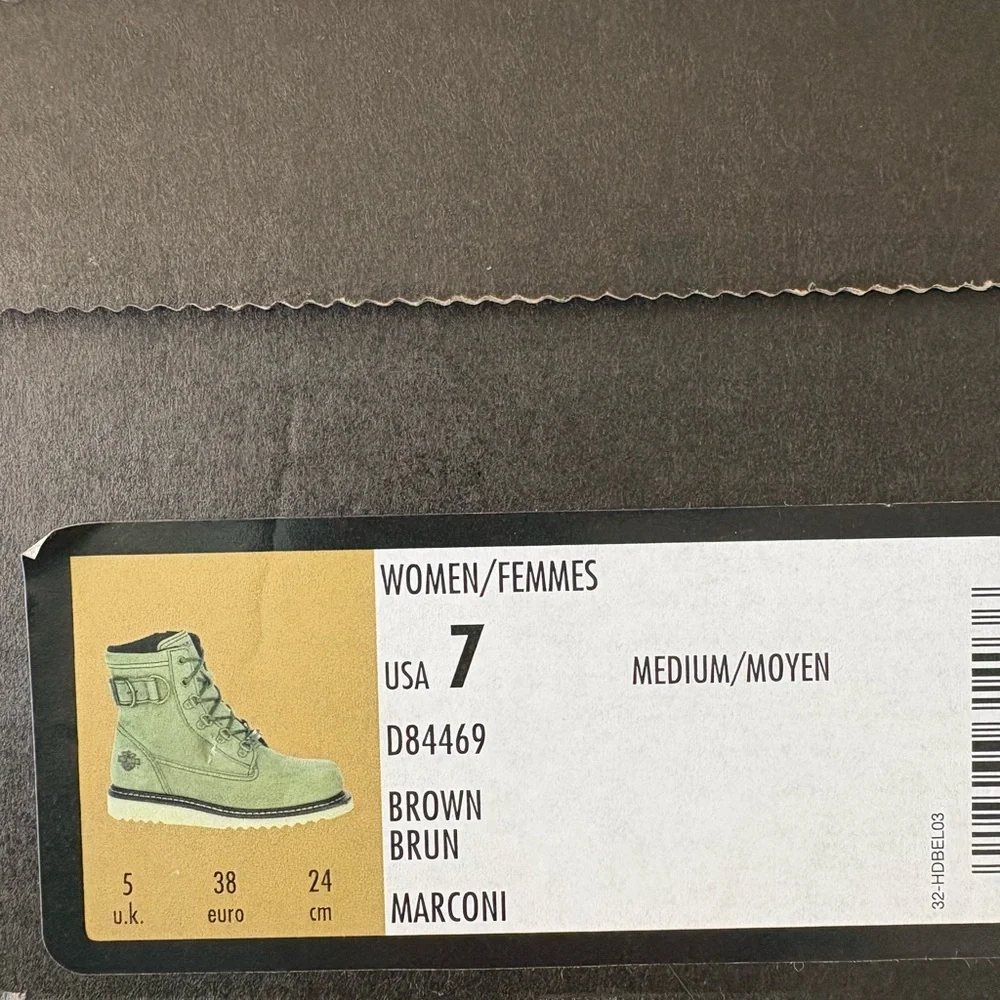 WOMEN/FEMMES
USA 7
MEDIUM/MOYEN
D84469
BROWN
BRUN
MARCONI
5 38 24
u.k. euro cm
32-HDBEL03